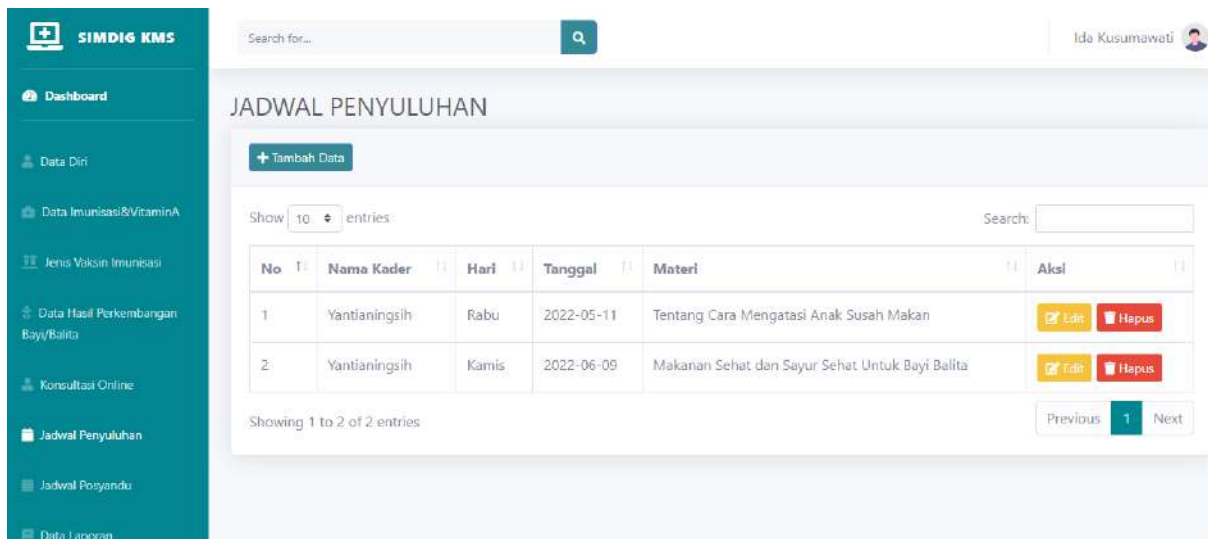 SIMDIG KMS
Search for...
Ida Kusumawati
Dashboard
Data Diri
Data Imunisasi&VitaminA
Jenis Vaksin Imunisasi
Data Hasil Perkembangan
Bayi/Balita
Konsultasi Online
Jadwal Penyuluhan
Jadwal Posyandu
Data Laporan
JADWAL PENYULUHAN
Tambah Data
Show 10 entries
Search:
No Nama Kader Hari Tanggal Materi Aksi
1 Yantianingsih Rabu 2022-05-11 Tentang Cara Mengatasi Anak Susah Makan Edit Hapus
2 Yantianingsih Kamis 2022-06-09 Makanan Sehat dan Sayur Sehat Untuk Bayi Balita Edit Hapus
Showing 1 to 2 of 2 entries
Previous 1 Next